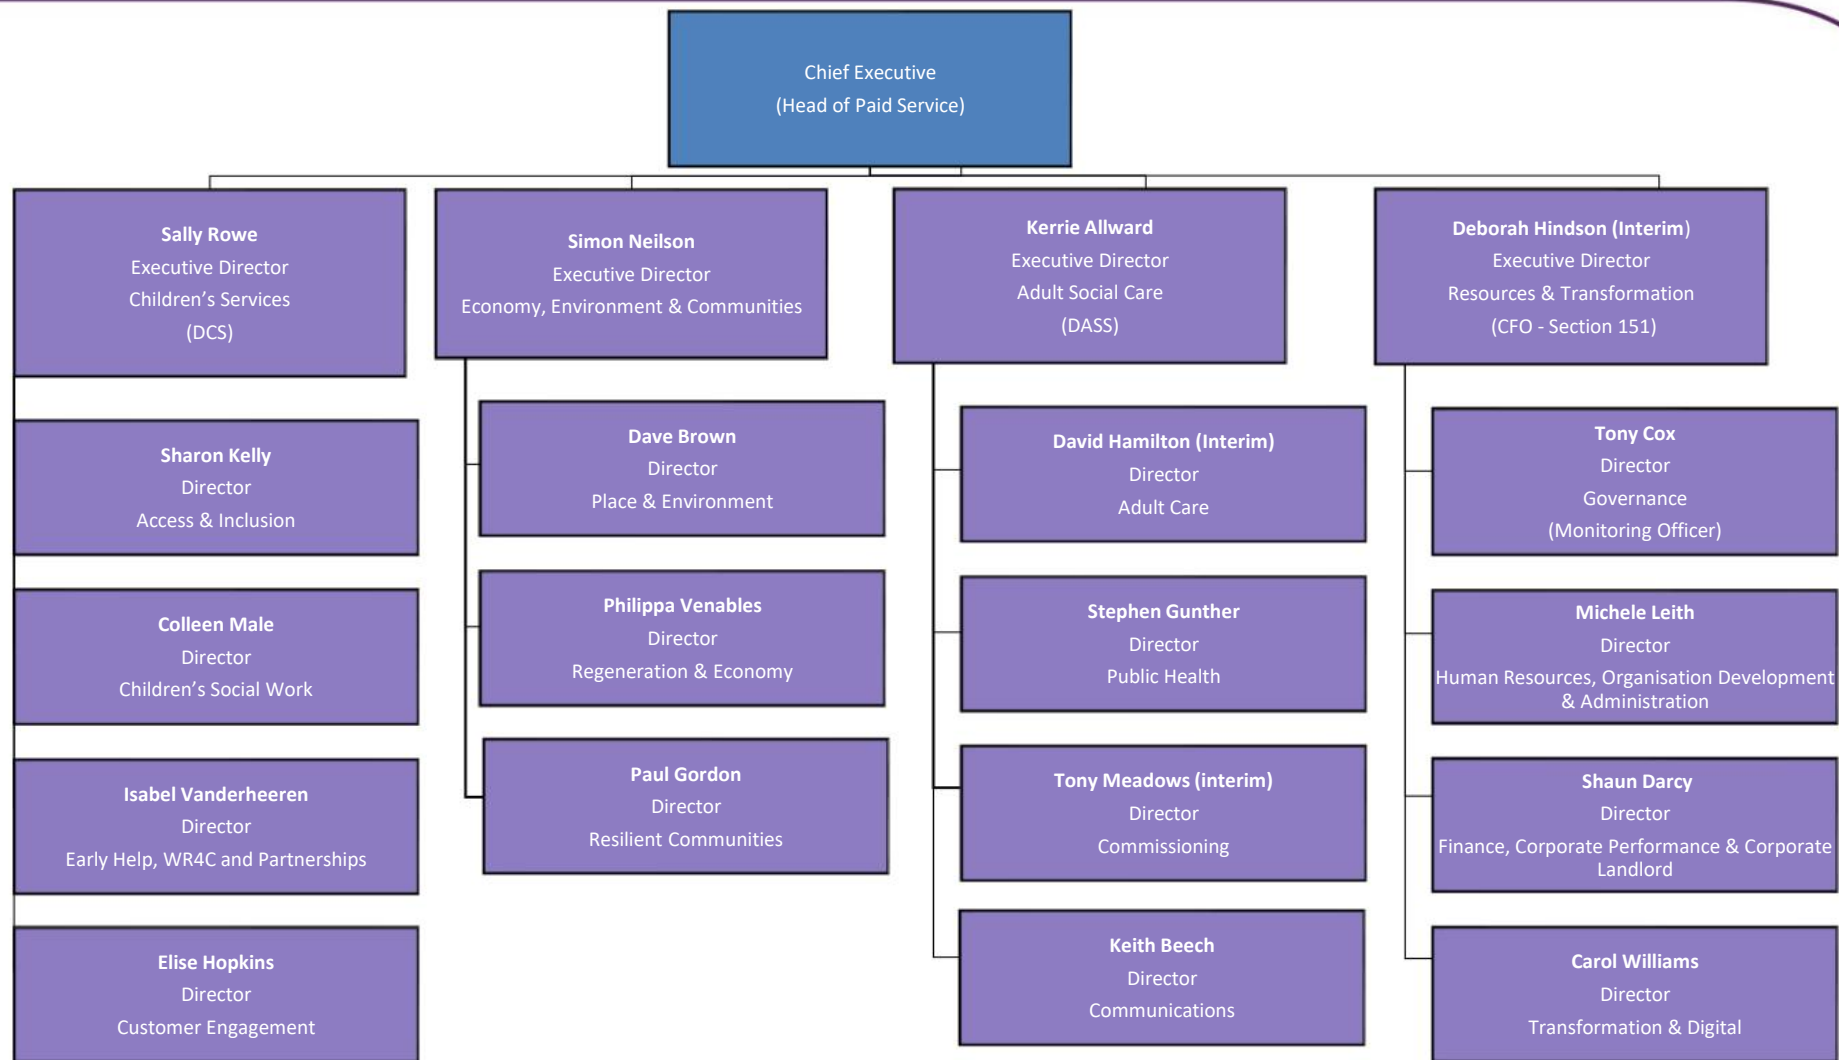 Chief Executive
(Head of Paid Service)
Sally Rowe
Executive Director
Children’s Services
(DCS)
Sharon Kelly
Director
Access & Inclusion
Colleen Male
Director
Children’s Social Work
Isabel Vanderheeren
Director
Early Help, WR4C and Partnerships
Elise Hopkins
Director
Customer Engagement
Simon Neilson
Executive Director
Economy, Environment & Communities
Dave Brown
Director
Place & Environment
Philippa Venables
Director
Regeneration & Economy
Paul Gordon
Director
Resilient Communities
Kerrie Allward
Executive Director
Adult Social Care
(DASS)
David Hamilton (Interim)
Director
Adult Care
Stephen Gunther
Director
Public Health
Tony Meadows (interim)
Director
Commissioning
Keith Beech
Director
Communications
Deborah Hindson (Interim)
Executive Director
Resources & Transformation
(CFO - Section 151)
Tony Cox
Director
Governance
(Monitoring Officer)
Michele Leith
Director
Human Resources, Organisation Development
& Administration
Shaun Darcy
Director
Finance, Corporate Performance & Corporate
Landlord
Carol Williams
Director
Transformation & Digital